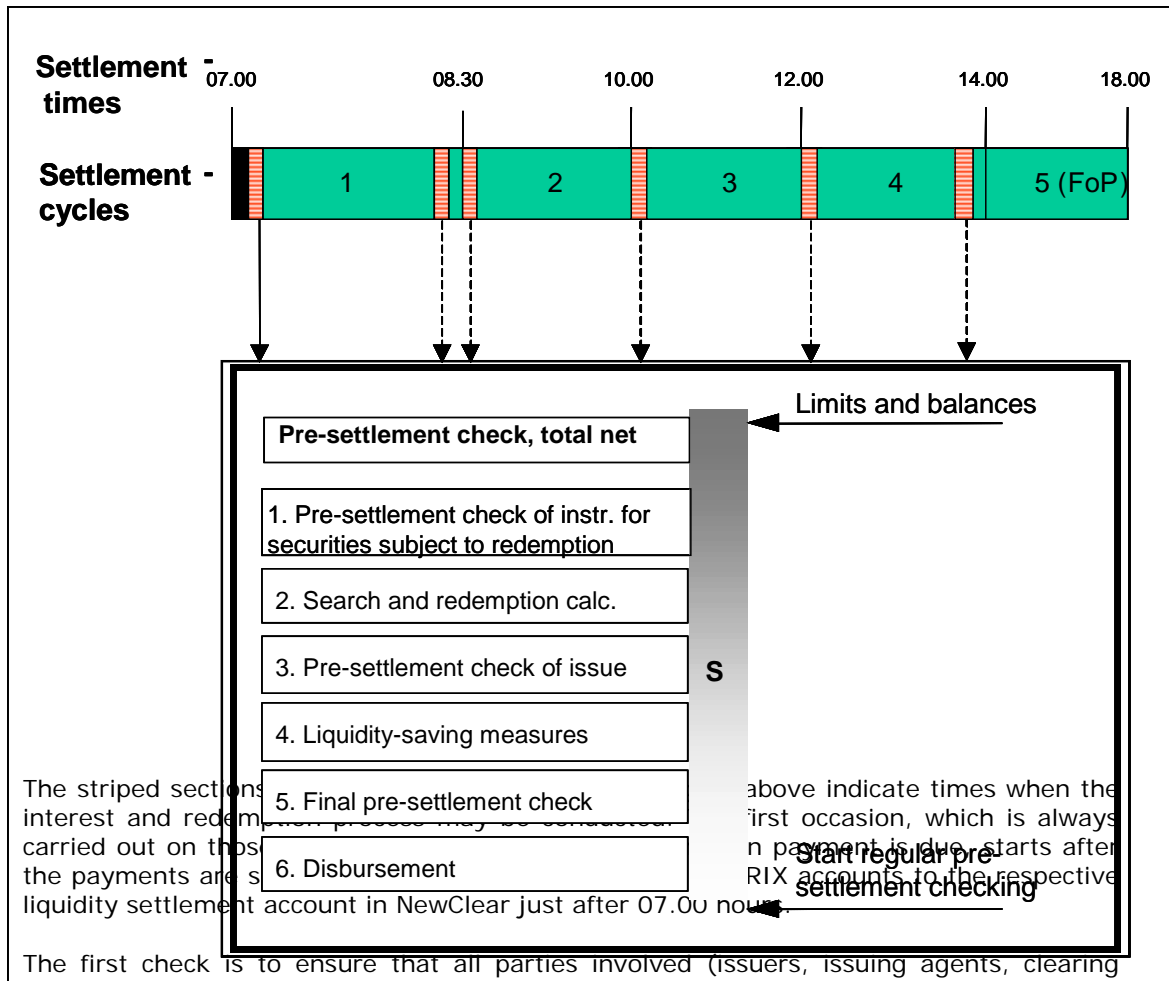 Settlement times -
07.00 08.30 10.00 12.00 14.00 18.00
Settlement cycles -
1 2 3 4 5 (FoP)
Limits and balances
Pre-settlement check, total net
1. Pre-settlement check of instr. for
securities subject to redemption
2. Search and redemption calc.
3. Pre-settlement check of issue
S
4. Liquidity-saving measures
5. Final pre-settlement check
6. Disbursement
Start regular pre-
settlement checking
The striped sections above indicate times when the
interest and redemption process may be conducted. first occasion, which is always
carried out on those payment is due, starts after
the payments are RIX accounts to the respective
liquidity settlement account in NewClear just after 07.00 hours.
The first check is to ensure that all parties involved (issuers, issuing agents, clearing